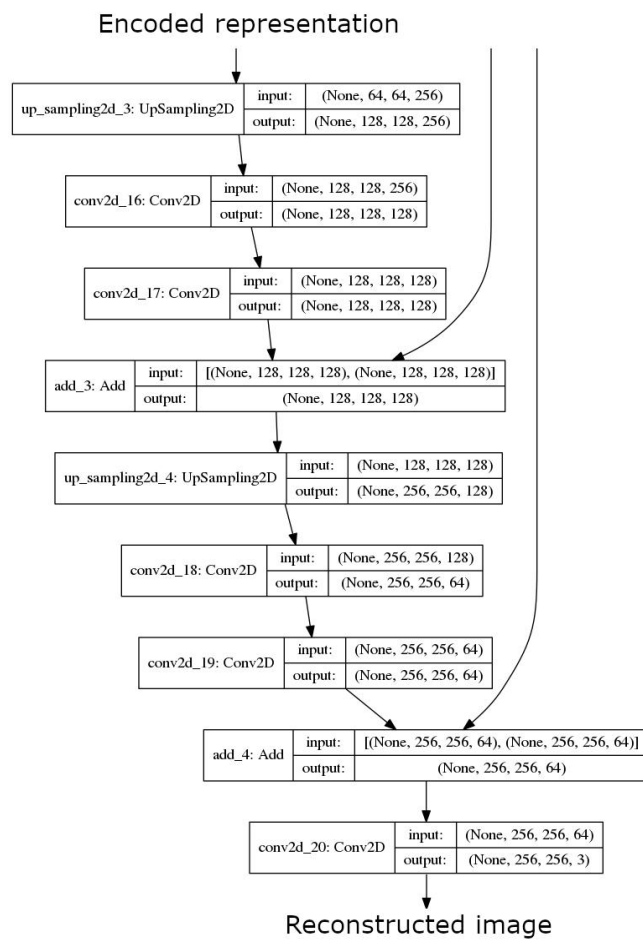 Encoded representation
up_sampling2d_3: UpSampling2D
input:
(None, 64, 64, 256)
output:
(None, 128, 128, 256)
conv2d_16: Conv2D
input:
(None, 128, 128, 256)
output:
(None, 128, 128, 128)
conv2d_17: Conv2D
input:
(None, 128, 128, 128)
output:
(None, 128, 128, 128)
add_3: Add
input:
[(None, 128, 128, 128), (None, 128, 128, 128)]
output:
(None, 128, 128, 128)
up_sampling2d_4: UpSampling2D
input:
(None, 128, 128, 128)
output:
(None, 256, 256, 128)
conv2d_18: Conv2D
input:
(None, 256, 256, 128)
output:
(None, 256, 256, 64)
conv2d_19: Conv2D
input:
(None, 256, 256, 64)
output:
(None, 256, 256, 64)
add_4: Add
input:
[(None, 256, 256, 64), (None, 256, 256, 64)]
output:
(None, 256, 256, 64)
conv2d_20: Conv2D
input:
(None, 256, 256, 64)
output:
(None, 256, 256, 3)
Reconstructed image